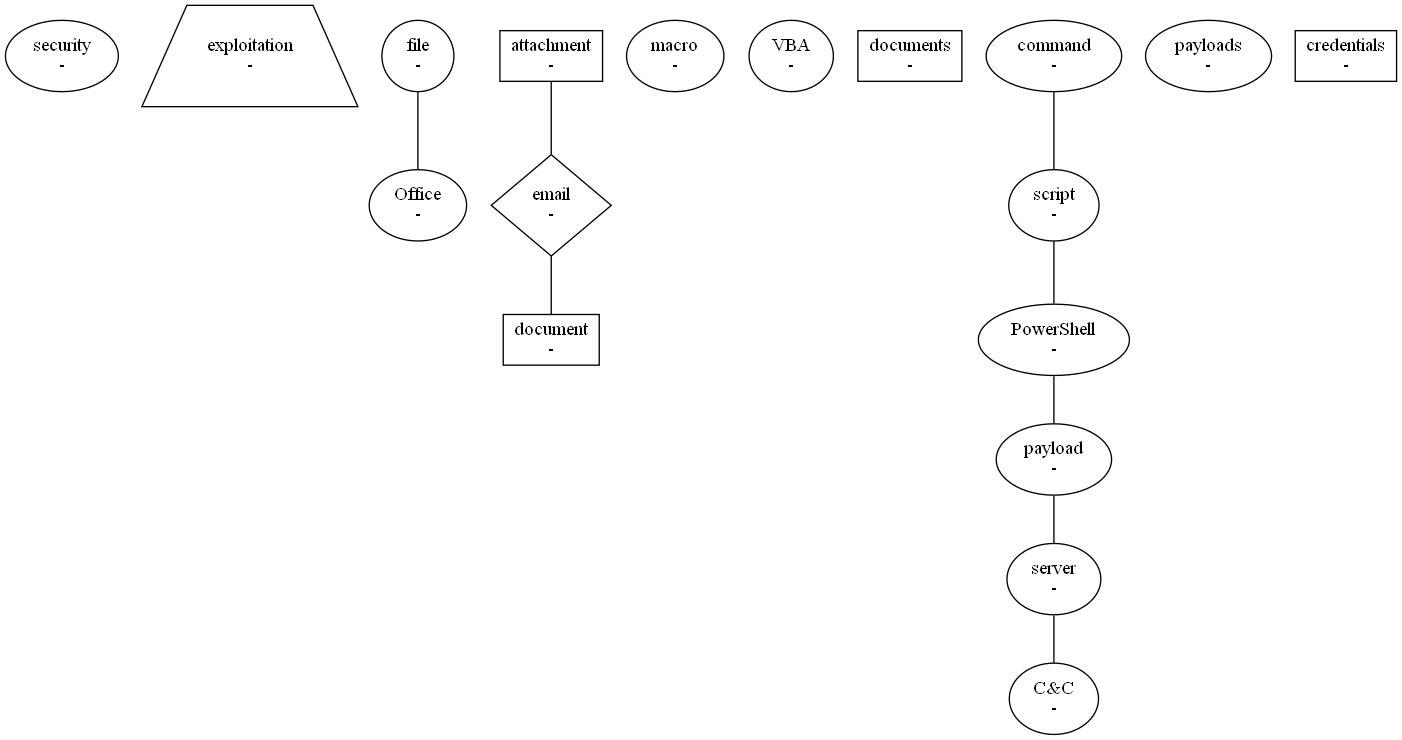 security
-
exploitation
-
file
-
attachment
-
macro
-
VBA
-
documents
-
command
-
payloads
-
credentials
-
Office
-
email
-
script
-
document
-
PowerShell
-
payload
-
server
-
C&C
-